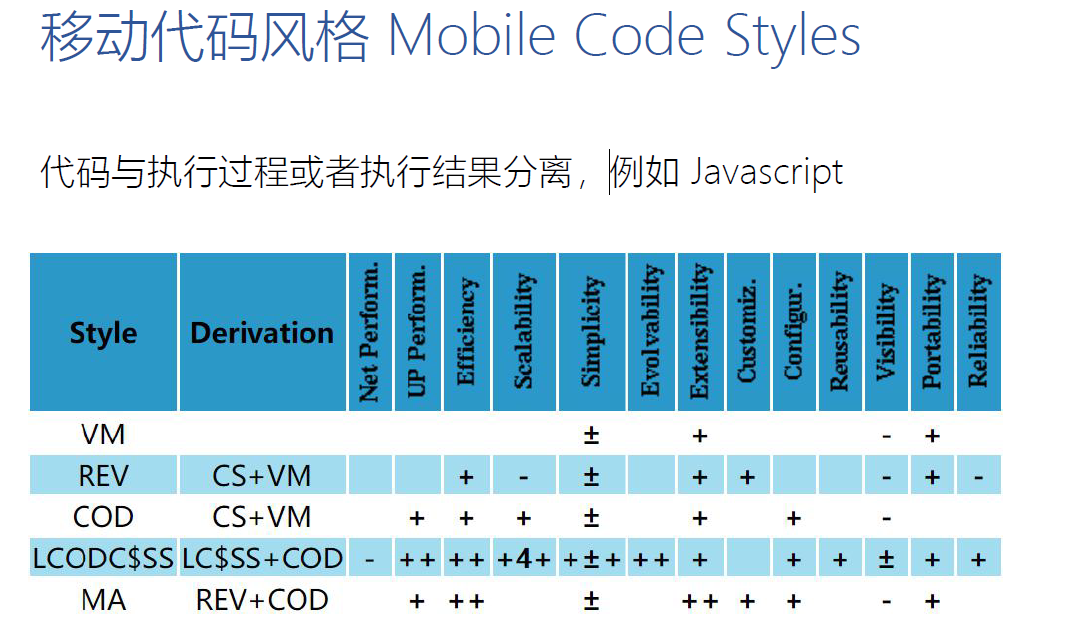 移动代码风格 Mobile Code Styles
代码与执行过程或者执行结果分离，例如 Javascript
Style Derivation Net Perform. UP Perform. Efficiency Scalability Simplicity Evolvability Extensibility Customiz. Configur. Reusability Visibility Portability Reliability
VM ± + - +
REV CS+VM + - ± + + - + -
COD CS+VM + + + ± + + -
LCODC$SS LC$SS+COD - ++ ++ +4+ +±+ ++ + + + ± + +
MA REV+COD + ++ ± ++ + + - +